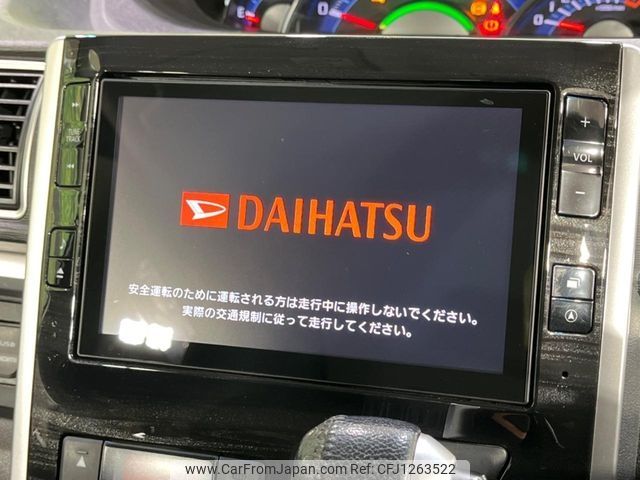 TUNE
TRACK
+
VOL
−
DAIHATSU
安全運転のために運転される方は走行中に操作しないでください。
実際の交通規制に従って走行してください。
www.CarFromJapan.com - CFJ1263522